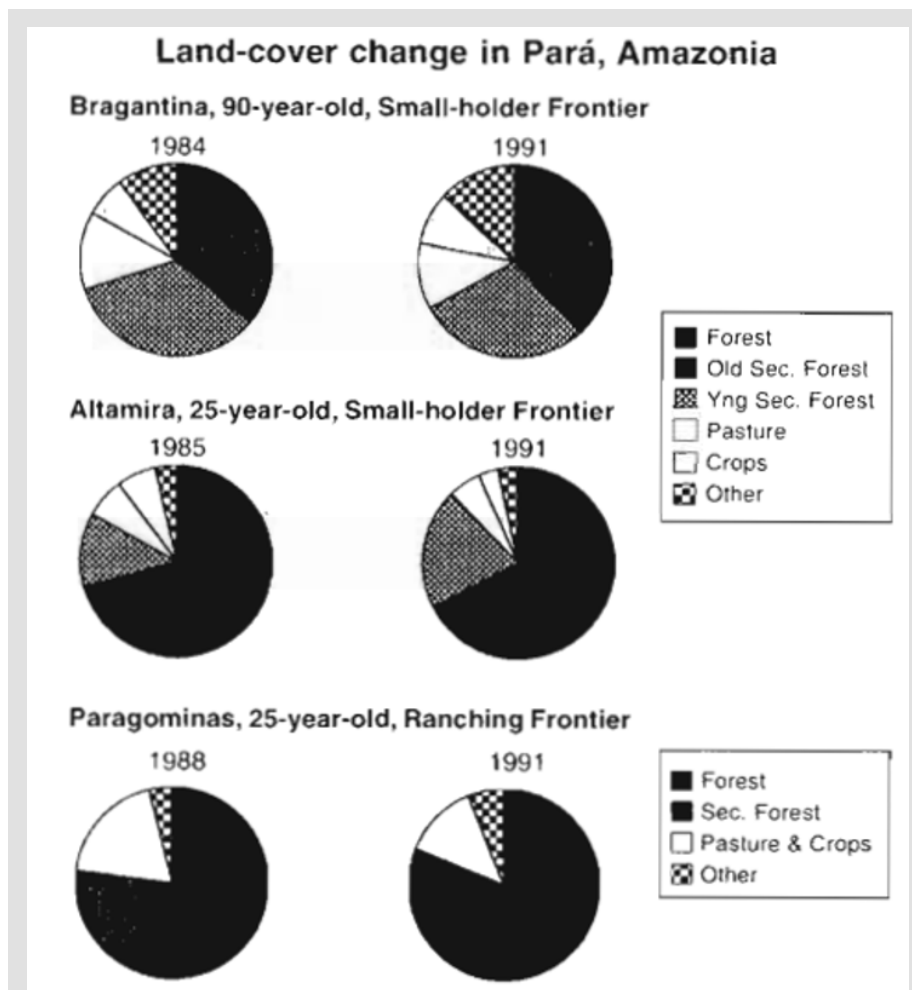 Land-cover change in Pará, Amazonia
Bragantina, 90-year-old, Small-holder Frontier
1984
1991
Forest
Old Sec. Forest
Yng Sec. Forest
Pasture
Crops
Other
Altamira, 25-year-old, Small-holder Frontier
1985
1991
Paragominas, 25-year-old, Ranching Frontier
1988
1991
Forest
Sec. Forest
Pasture & Crops
Other